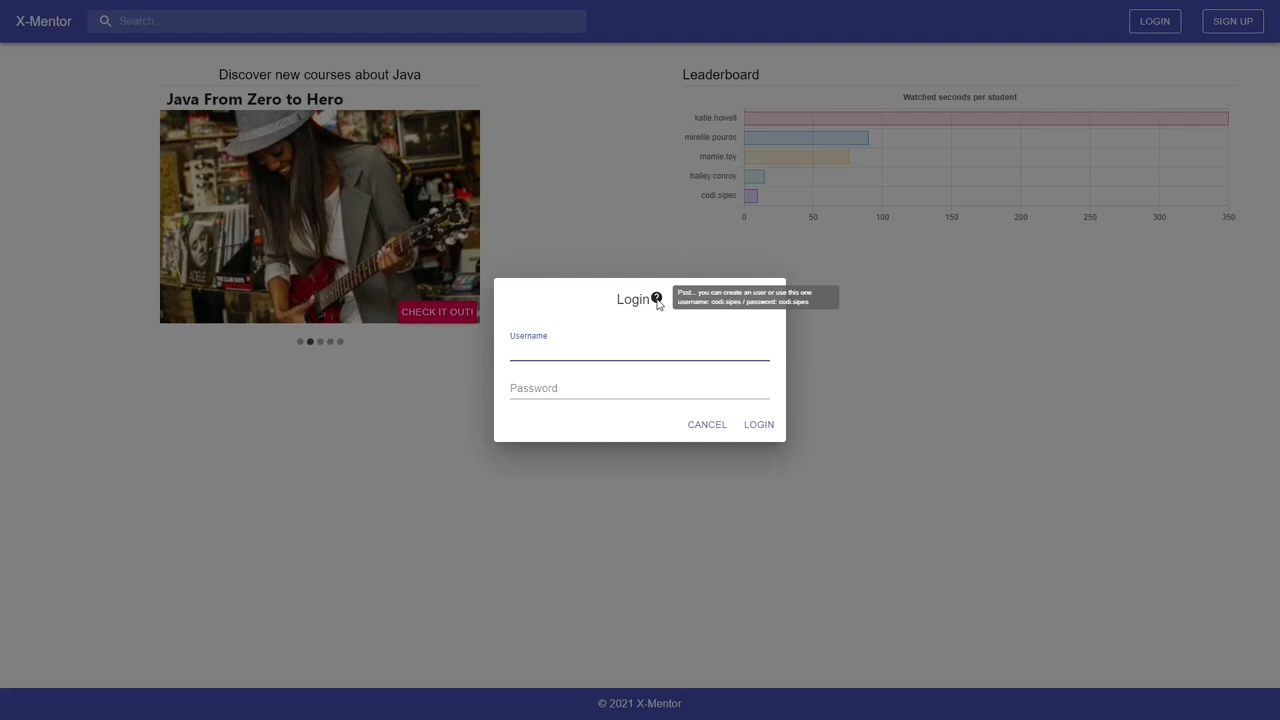 X-Mentor
Search...
LOGIN
SIGN UP
Discover new courses about Java
Java From Zero to Hero
CHECK IT OUT!
Leaderboard
Watched seconds per student
katie.howell
mireille.pouros
mamie.toy
hailey.conroy
codi.sipes
0 50 100 150 200 250 300 350
Login
?
Psst... you can create an user or use this one
username: codi.sipes / password: codi.sipes
Username
Password
CANCEL
LOGIN
© 2021 X-Mentor